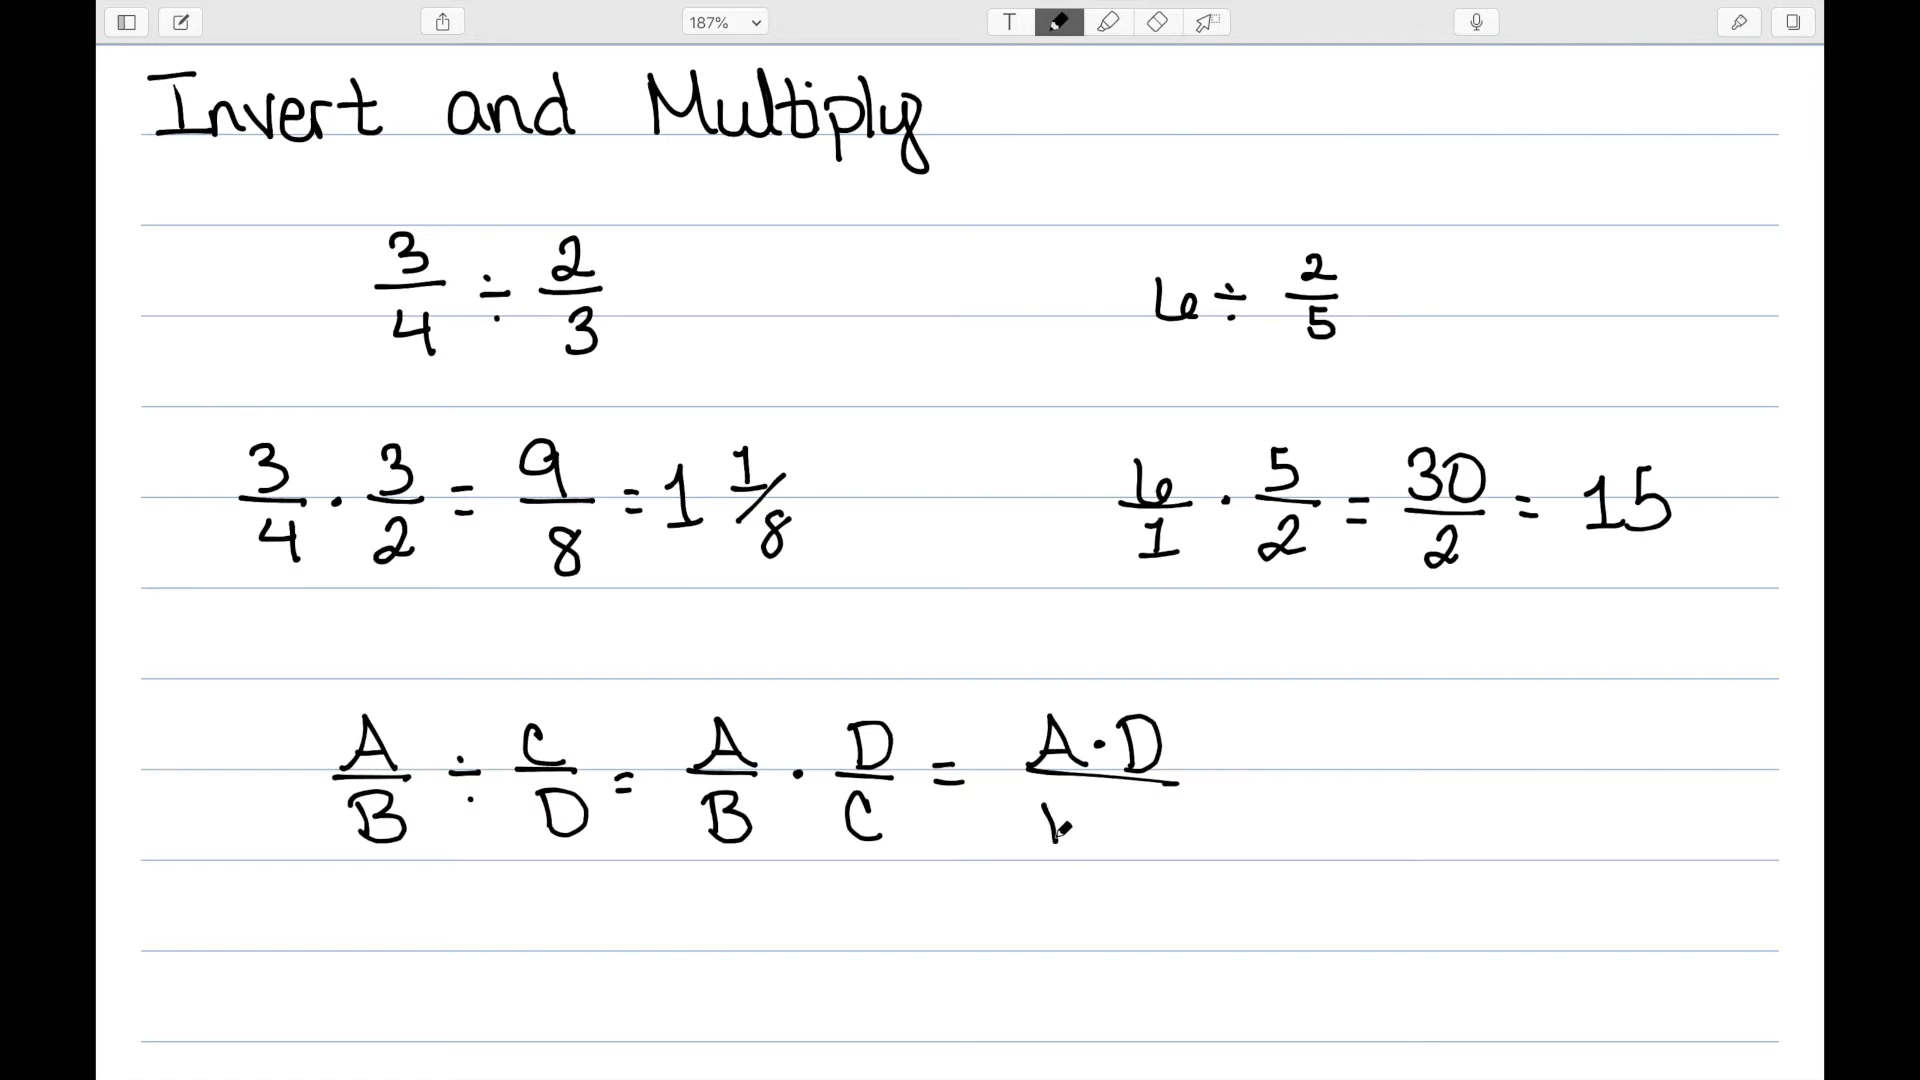 187%
T
Invert and Multiply
3/4 ÷ 2/3
6 ÷ 2/5
3/4 · 3/2 = 9/8 = 1 1/8
6/1 · 5/2 = 30/2 = 15
A/B ÷ C/D = A/B · D/C = A·D/